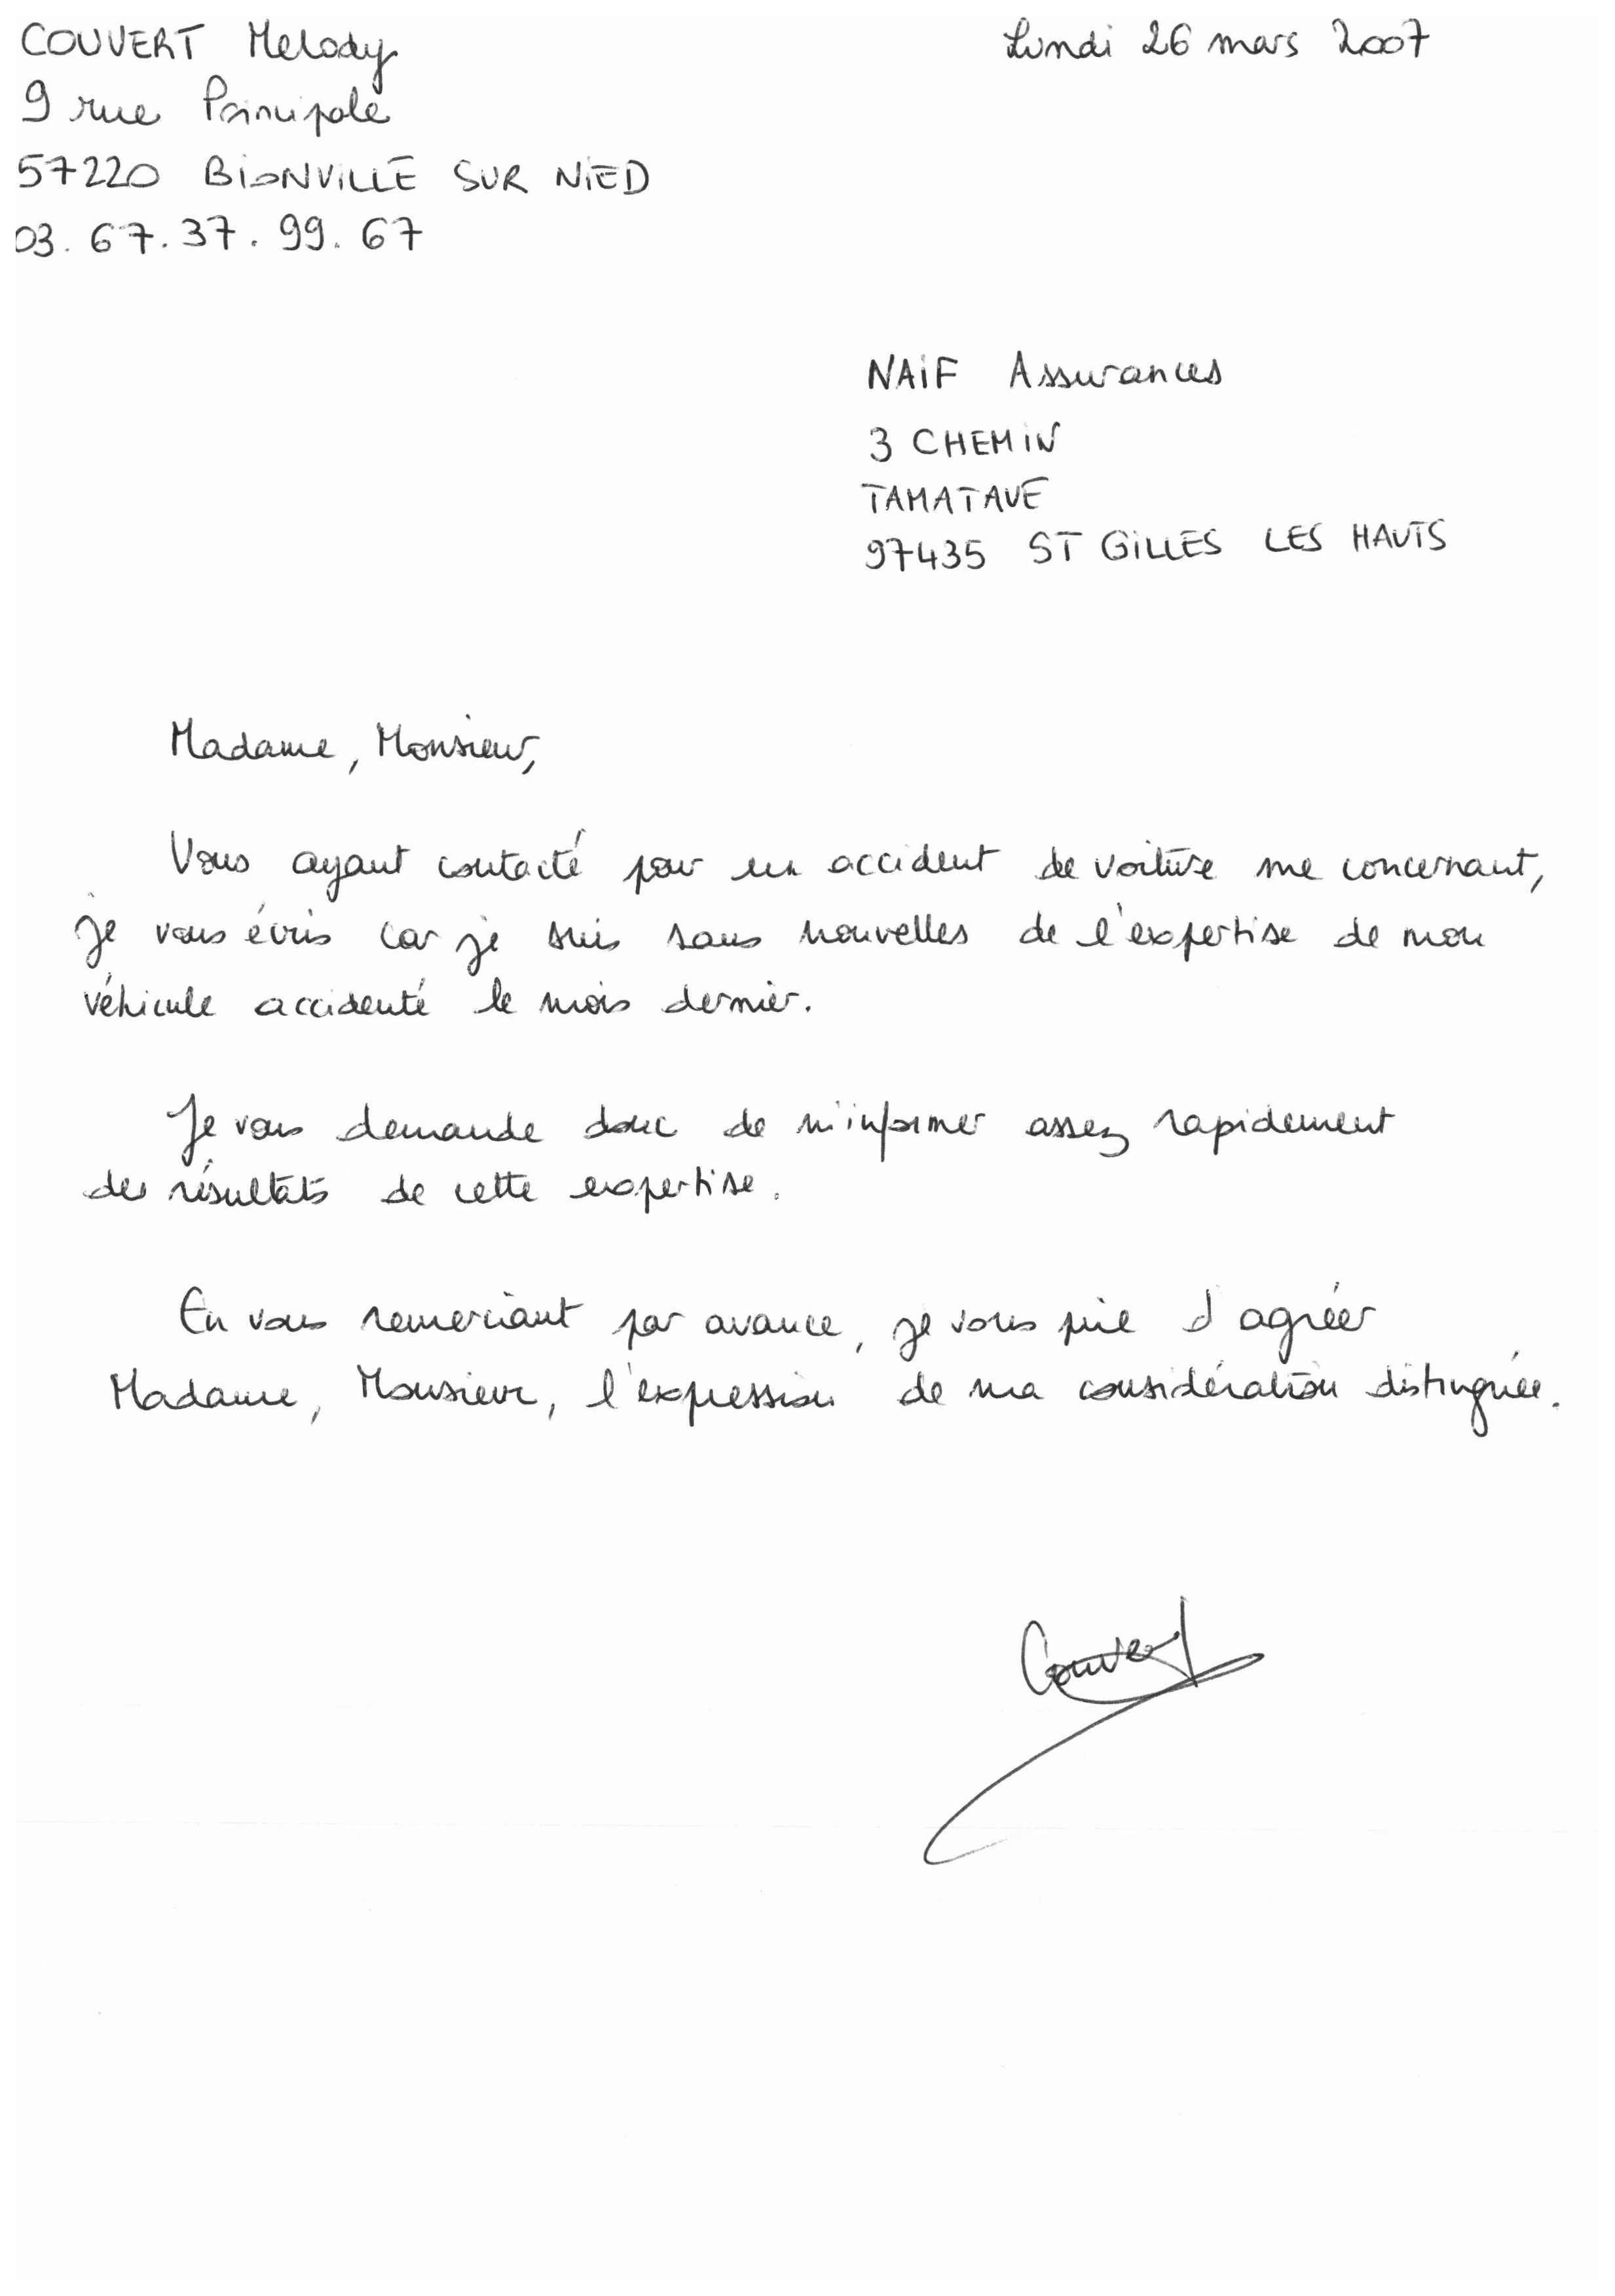 COUVERT Melody
Lundi 26 mars 2007
9 rue Principale
57220 BIONVILLE SUR NIED
03.67.37.99.67
NAIF Assurances
3 CHEMIN
TAMATAVE
97435 ST GILLES LES HAUTS
Madame, Monsieur,
Vous ayant contacté pour un accident de voiture me concernant,
je vous écris car je suis sans nouvelles de l'expertise de mon
véhicule accidenté le mois dernier.
Je vous demande donc de m'informer assez rapidement
des résultats de cette expertise.
En vous remerciant par avance, je vous prie d'agréer
Madame, Monsieur, l'expression de ma considération distinguée.
Couvert